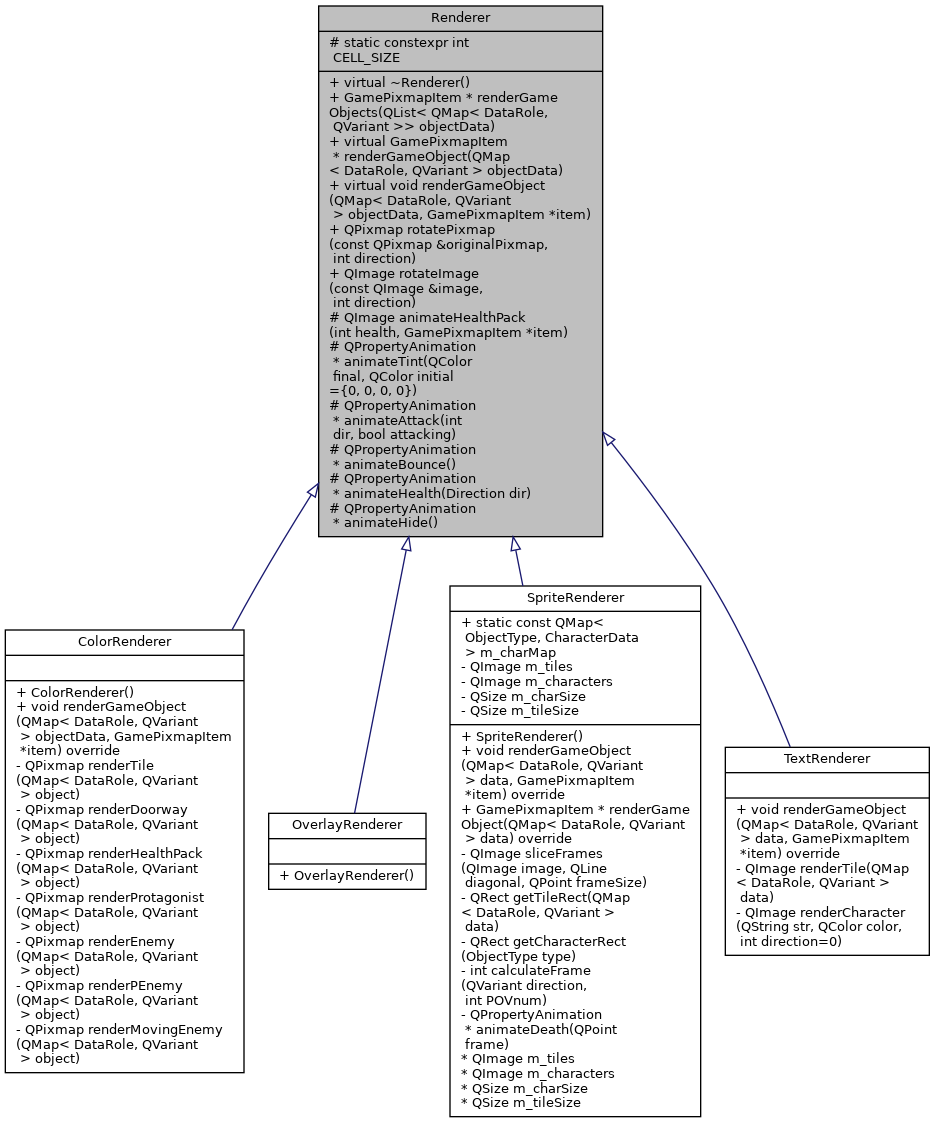 Renderer
# static constexpr int
CELL_SIZE
+ virtual ~Renderer()
+ GamePixmapItem * renderGame
Objects(QList< QMap< DataRole,
QVariant >> objectData)
+ virtual GamePixmapItem
* renderGameObject(QMap
< DataRole, QVariant > objectData)
+ virtual void renderGameObject
(QMap< DataRole, QVariant
> objectData, GamePixmapItem *item)
+ QPixmap rotatePixmap
(const QPixmap &originalPixmap,
int direction)
+ QImage rotateImage
(const QImage &image,
int direction)
# QImage animateHealthPack
(int health, GamePixmapItem *item)
# QPropertyAnimation
* animateTint(QColor
final, QColor initial
={0, 0, 0, 0})
# QPropertyAnimation
* animateAttack(int
dir, bool attacking)
# QPropertyAnimation
* animateBounce()
# QPropertyAnimation
* animateHealth(Direction dir)
# QPropertyAnimation
* animateHide()
ColorRenderer
+ ColorRenderer()
+ void renderGameObject
(QMap< DataRole, QVariant
> objectData, GamePixmapItem
*item) override
- QPixmap renderTile
(QMap< DataRole, QVariant
> object)
- QPixmap renderDoorway
(QMap< DataRole, QVariant
> object)
- QPixmap renderHealthPack
(QMap< DataRole, QVariant
> object)
- QPixmap renderProtagonist
(QMap< DataRole, QVariant
> object)
- QPixmap renderEnemy
(QMap< DataRole, QVariant
> object)
- QPixmap renderPEnemy
(QMap< DataRole, QVariant
> object)
- QPixmap renderMovingEnemy
(QMap< DataRole, QVariant
> object)
OverlayRenderer
+ OverlayRenderer()
SpriteRenderer
+ static const QMap<
ObjectType, CharacterData
> m_charMap
- QImage m_tiles
- QImage m_characters
- QSize m_charSize
- QSize m_tileSize
+ SpriteRenderer()
+ void renderGameObject
(QMap< DataRole, QVariant
> data, GamePixmapItem
*item) override
+ GamePixmapItem * renderGame
Object(QMap< DataRole, QVariant
> data) override
- QImage sliceFrames
(QImage image, QLine
diagonal, QPoint frameSize)
- QRect getTileRect(QMap
< DataRole, QVariant >
data)
- QRect getCharacterRect
(ObjectType type)
- int calculateFrame
(QVariant direction,
int POVnum)
- QPropertyAnimation
* animateDeath(QPoint
frame)
* QImage m_tiles
* QImage m_characters
* QSize m_charSize
* QSize m_tileSize
TextRenderer
+ void renderGameObject
(QMap< DataRole, QVariant
> data, GamePixmapItem
*item) override
- QImage renderTile(QMap
< DataRole, QVariant >
data)
- QImage renderCharacter
(QString str, QColor color,
int direction=0)